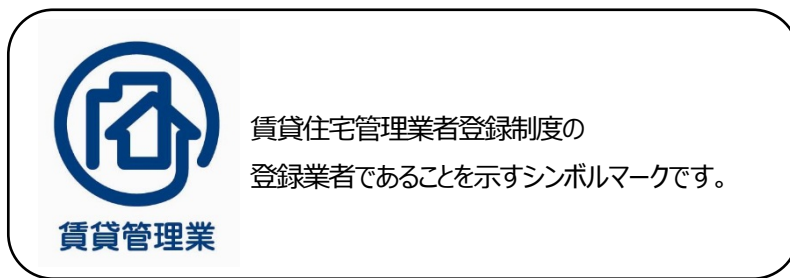 賃貸住宅管理業者登録制度の
登録業者であることを示すシンボルマークです。
賃貸管理業